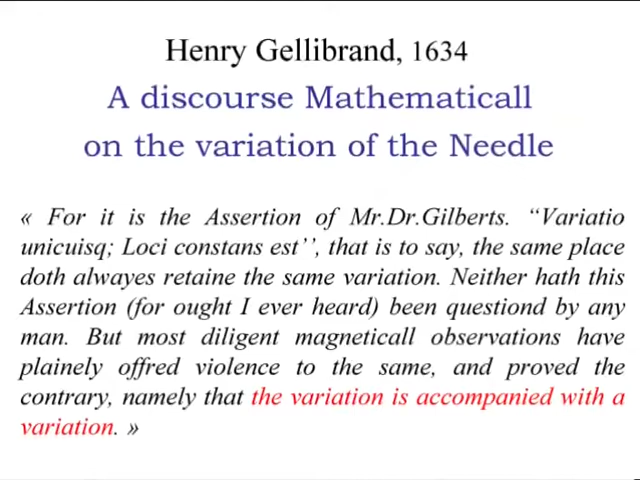 Henry Gellibrand, 1634
A discourse Mathematicall
on the variation of the Needle
« For it is the Assertion of Mr.Dr.Gilberts. “Variatio
unicuisq; Loci constans est’’, that is to say, the same place
doth alwayes retaine the same variation. Neither hath this
Assertion (for ought I ever heard) been questiond by any
man. But most diligent magneticall observations have
plainely offred violence to the same, and proved the
contrary, namely that the variation is accompanied with a
variation. »